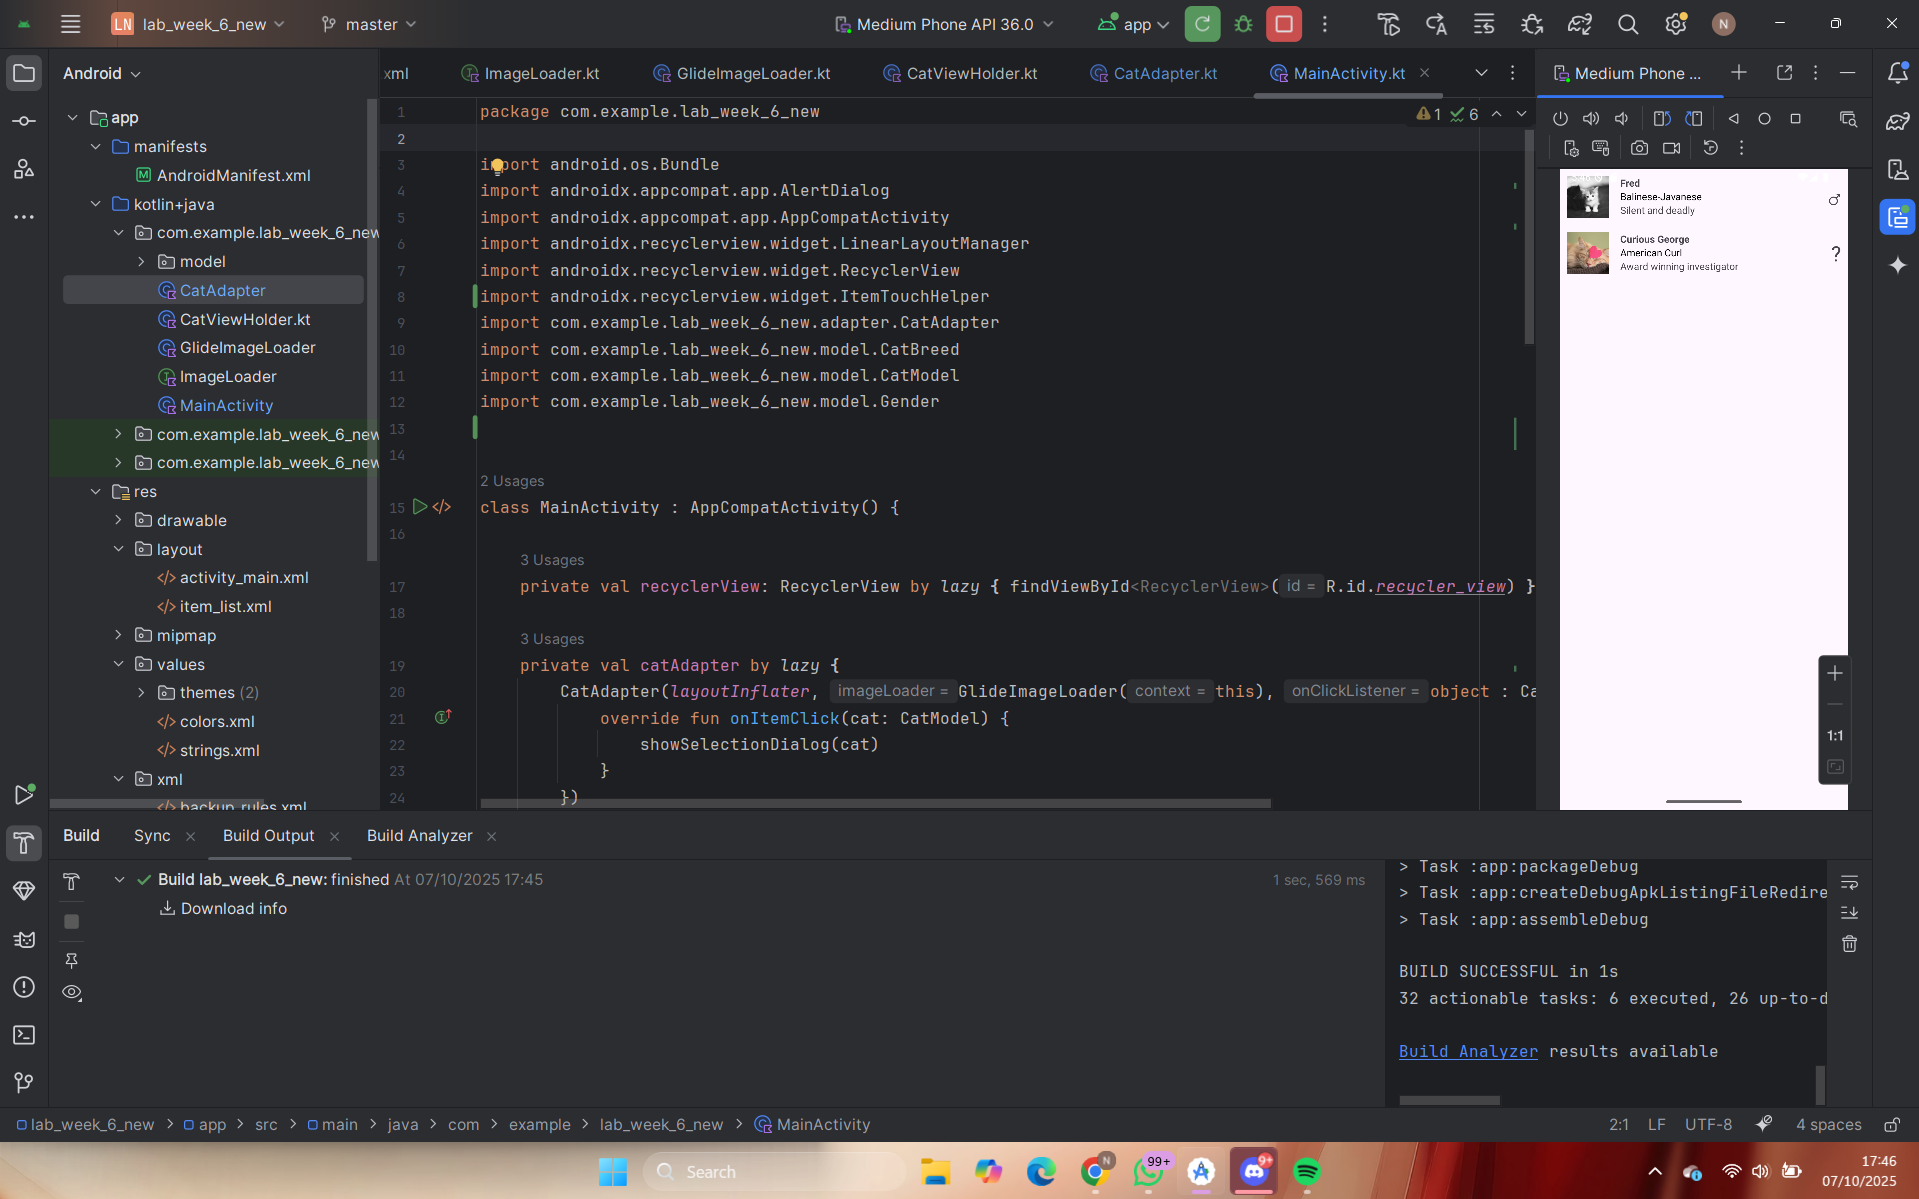 LN lab_week_6_new master Medium Phone API 36.0 app N
Android
app
manifests
AndroidManifest.xml
kotlin+java
com.example.lab_week_6_new
model
CatAdapter
CatViewHolder.kt
GlideImageLoader
ImageLoader
MainActivity
com.example.lab_week_6_new
com.example.lab_week_6_new
res
drawable
layout
activity_main.xml
item_list.xml
mipmap
values
themes (2)
colors.xml
strings.xml
xml
backup_rules.xml
xml ImageLoader.kt GlideImageLoader.kt CatViewHolder.kt CatAdapter.kt MainActivity.kt
1 package com.example.lab_week_6_new
1 6
2
3 import android.os.Bundle
4 import androidx.appcompat.app.AlertDialog
5 import androidx.appcompat.app.AppCompatActivity
6 import androidx.recyclerview.widget.LinearLayoutManager
7 import androidx.recyclerview.widget.RecyclerView
8 import androidx.recyclerview.widget.ItemTouchHelper
9 import com.example.lab_week_6_new.adapter.CatAdapter
10 import com.example.lab_week_6_new.model.CatBreed
11 import com.example.lab_week_6_new.model.CatModel
12 import com.example.lab_week_6_new.model.Gender
13
14
2 Usages
15 class MainActivity : AppCompatActivity() {
16
3 Usages
17 private val recyclerView: RecyclerView by lazy { findViewById<RecyclerView>( id = R.id.recycler_view) }
18
3 Usages
19 private val catAdapter by lazy {
20 CatAdapter(layoutInflater, imageLoader = GlideImageLoader( context = this), onClickListener = object : Ca
21 override fun onItemClick(cat: CatModel) {
22 showSelectionDialog(cat)
23 }
24 })
Medium Phone ...
Fred
Balinese-Javanese
Silent and deadly
♂
Curious George
American Curl
Award winning investigator
?
1:1
Build Sync Build Output Build Analyzer
Build lab_week_6_new: finished At 07/10/2025 17:45 1 sec, 569 ms
Download info
> Task :app:packageDebug
> Task :app:createDebugApkListingFileRedire
> Task :app:assembleDebug
BUILD SUCCESSFUL in 1s
32 actionable tasks: 6 executed, 26 up-to-d
Build Analyzer results available
lab_week_6_new > app > src > main > java > com > example > lab_week_6_new > MainActivity
2:1 LF UTF-8 4 spaces
Search
N
99+
9+
17:46
07/10/2025